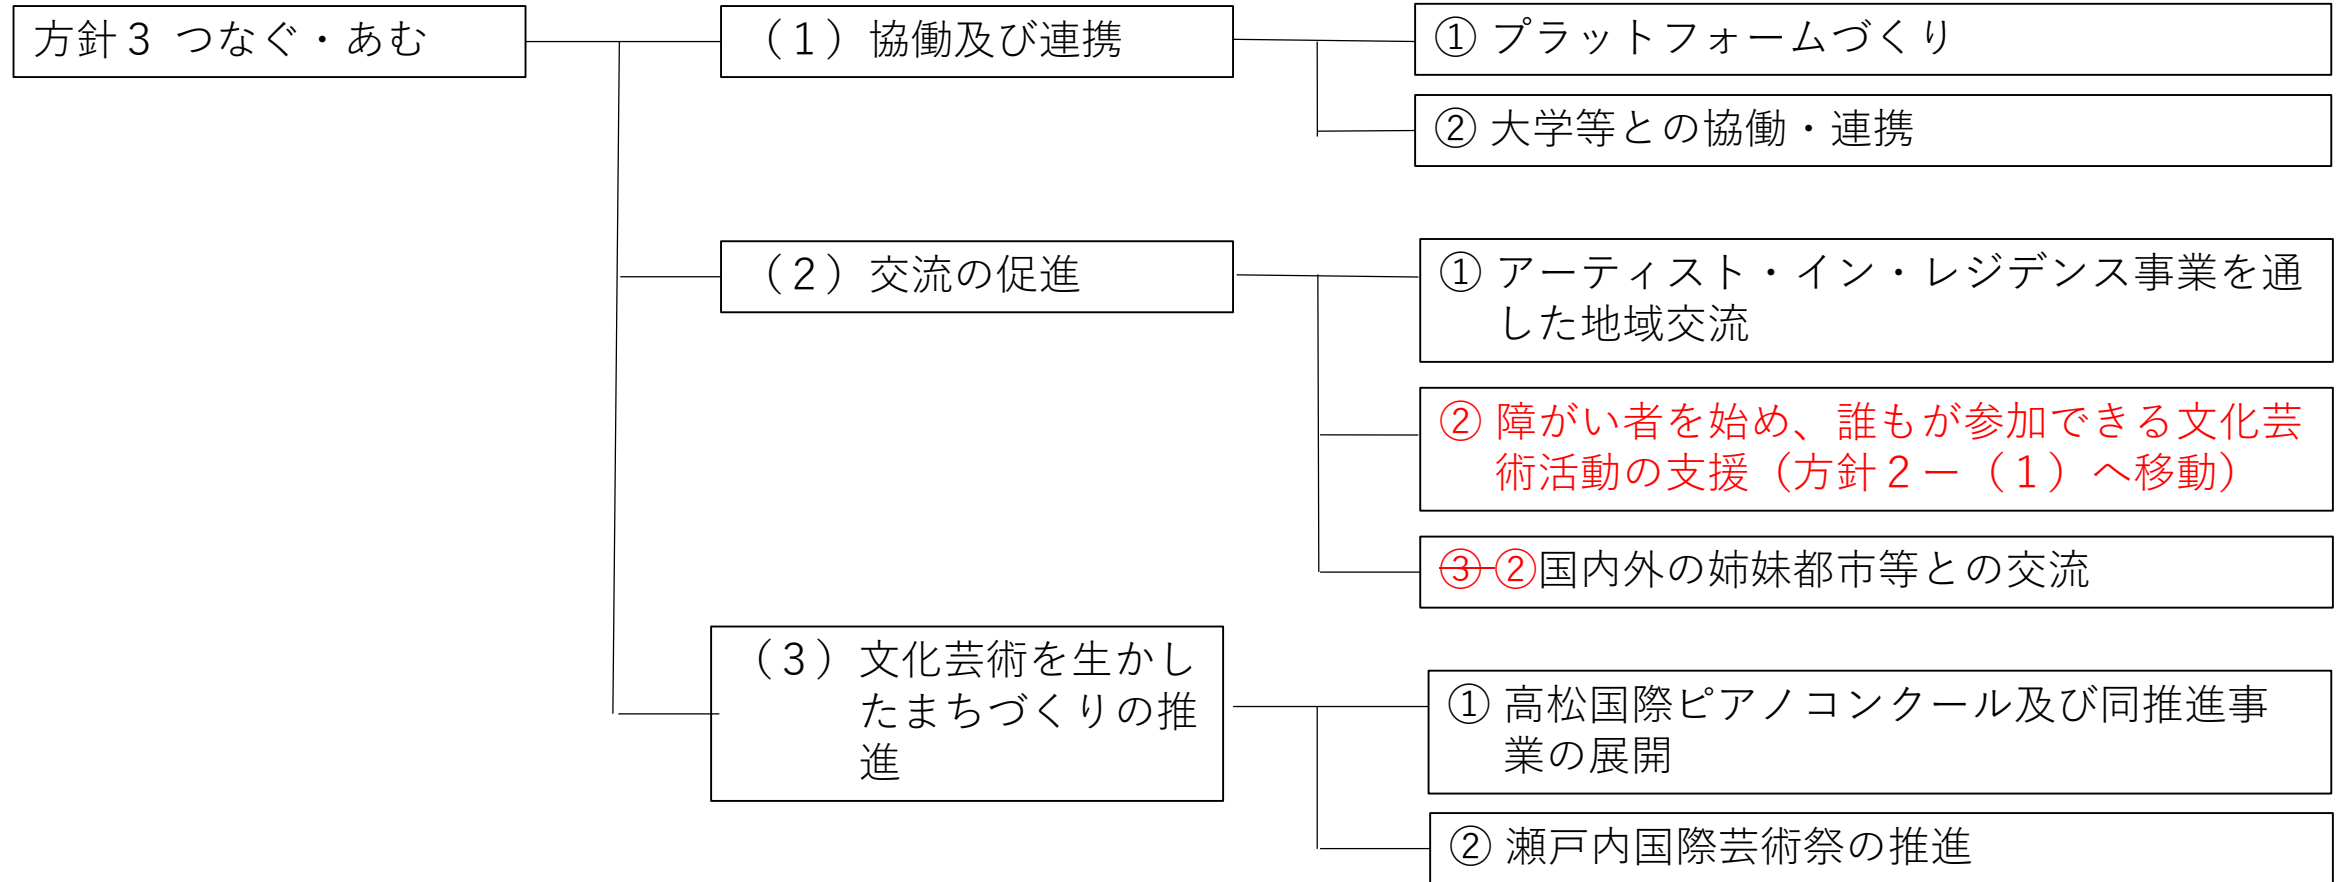 方針３ つなぐ・あむ
（１）協働及び連携
① プラットフォームづくり
② 大学等との協働・連携
（２）交流の促進
① アーティスト・イン・レジデンス事業を通
した地域交流
② 障がい者を始め、誰もが参加できる文化芸
術活動の支援（方針２ー（１）へ移動）
③ ②国内外の姉妹都市等との交流
（３）文化芸術を生かし
たまちづくりの推
進
① 高松国際ピアノコンクール及び同推進事
業の展開
② 瀬戸内国際芸術祭の推進